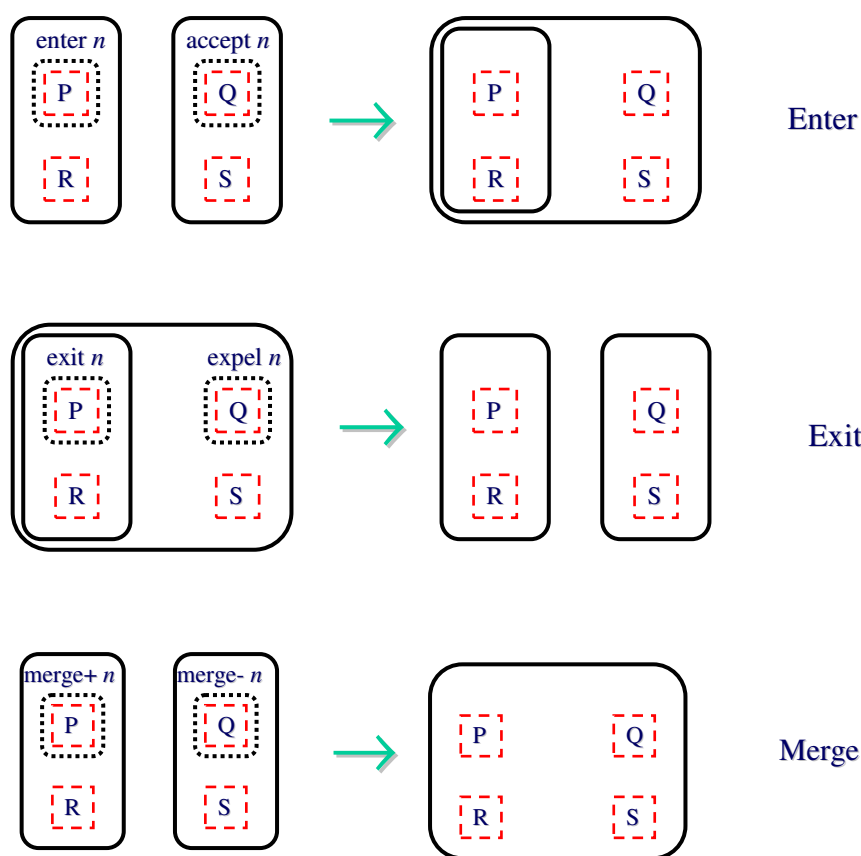 enter n accept n
P Q P Q
Enter
R S R S
exit n expel n
P Q P Q
Exit
R S R S
merge+ n merge- n
P Q P Q
Merge
R S R S